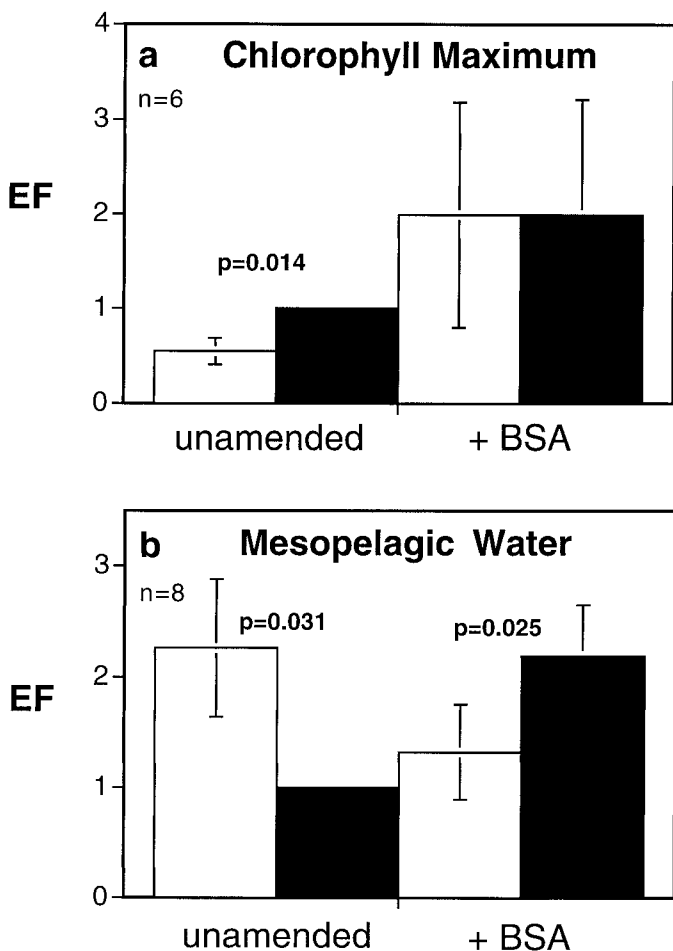 4
a Chlorophyll Maximum
n=6
3
EF
2
p=0.014
1
0
unamended + BSA
b Mesopelagic Water
3
n=8
p=0.031 p=0.025
2
EF
1
0
unamended + BSA